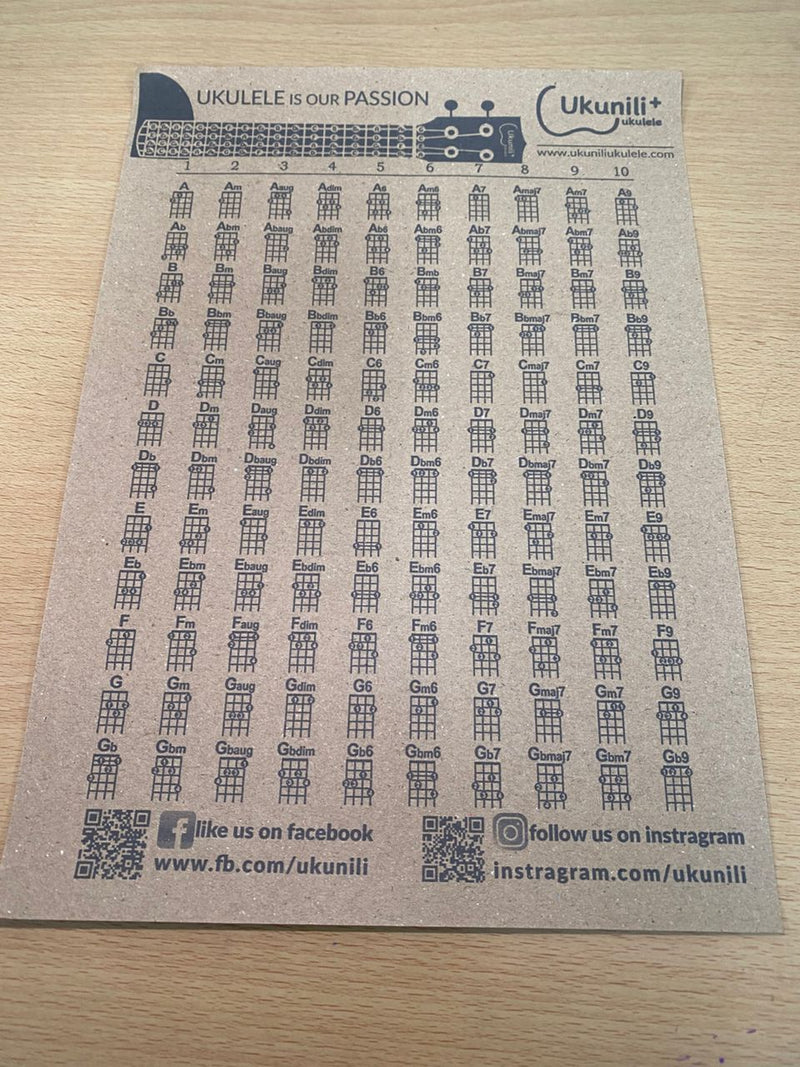 UKULELE IS OUR PASSION
Ukunili+
ukulele
www.ukuniliukulele.com
1 2 3 4 5 6 7 8 9 10
A Am Aaug Adim A6 Am6 A7 Amaj7 Am7 A9
Ab Abm Abaug Abdim Ab6 Abm6 Ab7 Abmaj7 Abm7 Ab9
B Bm Baug Bdim B6 Bmb B7 Bmaj7 Bm7 B9
Bb Bbm Bbaug Bbdim Bb6 Bbm6 Bb7 Bbmaj7 Bbm7 Bb9
C Cm Caug Cdim C6 Cm6 C7 Cmaj7 Cm7 C9
D Dm Daug Ddim D6 Dm6 D7 Dmaj7 Dm7 .D9
Db Dbm Dbaug Dbdim Db6 Dbm6 Db7 Dbmaj7 Dbm7 Db9
E Em Eaug Edim E6 Em6 E7 Emaj7 Em7 E9
Eb Ebm Ebaug Ebdim Eb6 Ebm6 Eb7 Ebmaj7 Ebm7 Eb9
F Fm Faug Fdim F6 Fm6 F7 Fmaj7 Fm7 F9
G Gm Gaug Gdim G6 Gm6 G7 Gmaj7 Gm7 G9
Gb Gbm Gbaug Gbdim Gb6 Gbm6 Gb7 Gbmaj7 Gbm7 Gb9
like us on facebook
www.fb.com/ukunili
follow us on instragram
instragram.com/ukunili